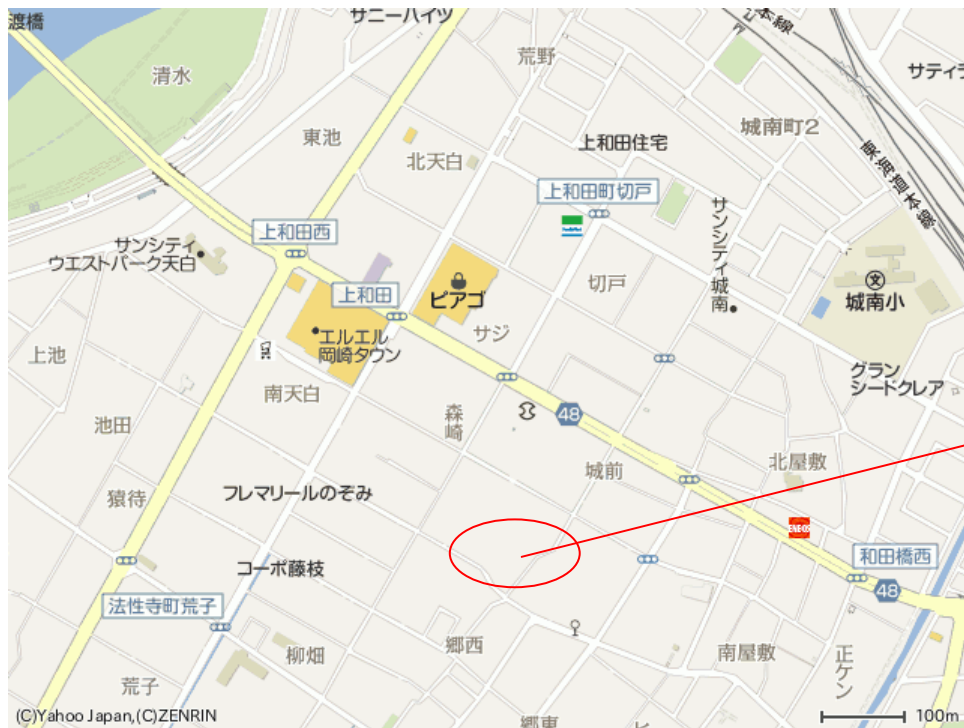 渡橋
サニーハイツ
本線
清水
荒野
サティ
東池
城南町2
上和田住宅
北天白
東海道本線
上和田町切戸
サンシティ城南
上和田西
サンシティ
ウエストパーク天白
切戸
上和田
ピアゴ
文
城南小
サジ
エルエル
岡崎タウン
上池
グラン
シードクレア
南天白
森崎
48
池田
城前
北屋敷
フレマリールのぞみ
猿待
ENEOS
和田橋西
コーポ藤枝
48
法性寺町荒子
郷西
柳畑
南屋敷
正ケン
荒子
郷東
ヒ
(C)Yahoo Japan,(C)ZENRIN
100m